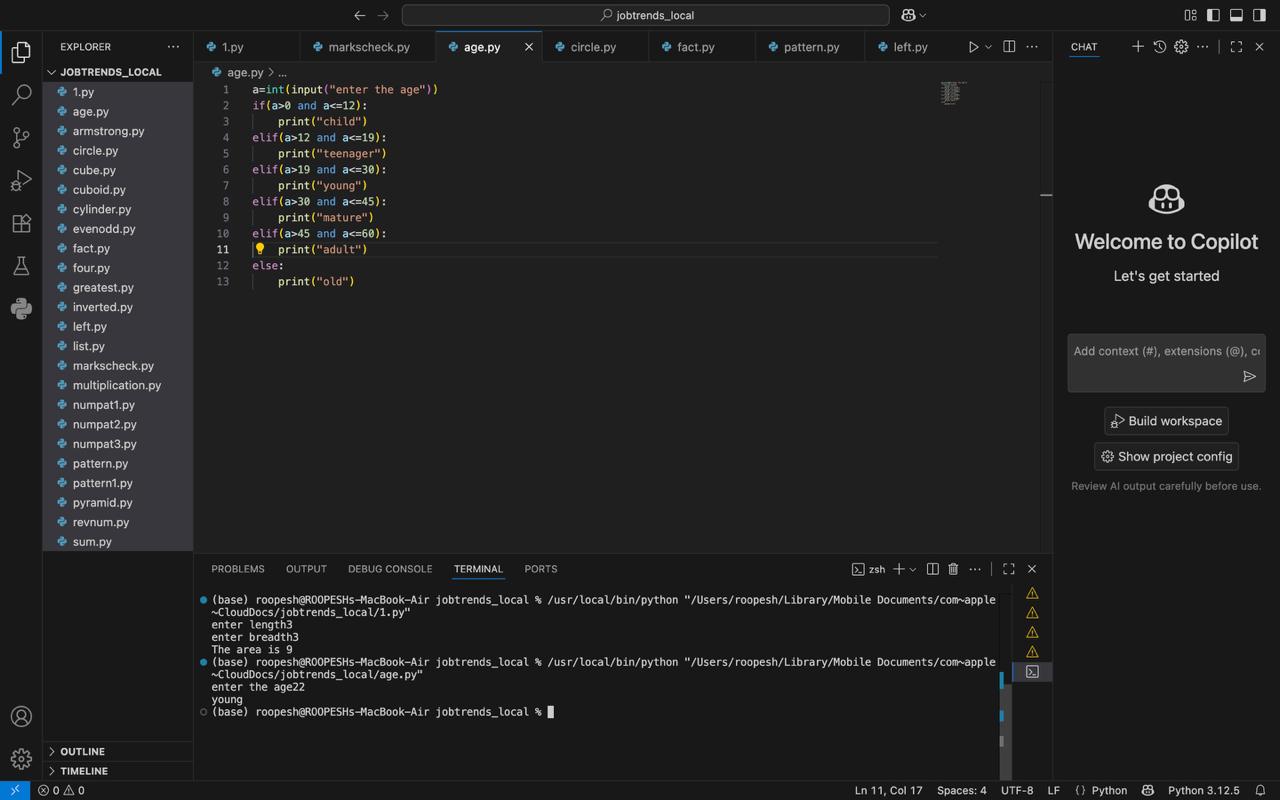 jobtrends_local
EXPLORER
JOBTRENDS_LOCAL
1.py
age.py
armstrong.py
circle.py
cube.py
cuboid.py
cylinder.py
evenodd.py
fact.py
four.py
greatest.py
inverted.py
left.py
list.py
markscheck.py
multiplication.py
numpat1.py
numpat2.py
numpat3.py
pattern.py
pattern1.py
pyramid.py
revnum.py
sum.py
OUTLINE
TIMELINE
1.py markscheck.py age.py circle.py fact.py pattern.py left.py
age.py > ...
1 a=int(input("enter the age"))
2 if(a>0 and a<=12):
3     print("child")
4 elif(a>12 and a<=19):
5     print("teenager")
6 elif(a>19 and a<=30):
7     print("young")
8 elif(a>30 and a<=45):
9     print("mature")
10 elif(a>45 and a<=60):
11     print("adult")
12 else:
13     print("old")
PROBLEMS OUTPUT DEBUG CONSOLE TERMINAL PORTS
zsh
(base) roopesh@ROOPESHs-MacBook-Air jobtrends_local % /usr/local/bin/python "/Users/roopesh/Library/Mobile Documents/com~apple
~CloudDocs/jobtrends_local/1.py"
enter length3
enter breadth3
The area is 9
(base) roopesh@ROOPESHs-MacBook-Air jobtrends_local % /usr/local/bin/python "/Users/roopesh/Library/Mobile Documents/com~apple
~CloudDocs/jobtrends_local/age.py"
enter the age22
young
(base) roopesh@ROOPESHs-MacBook-Air jobtrends_local %
CHAT
Welcome to Copilot
Let's get started
Add context (#), extensions (@), co
Build workspace
Show project config
Review AI output carefully before use.
0 0 Ln 11, Col 17 Spaces: 4 UTF-8 LF {} Python Python 3.12.5